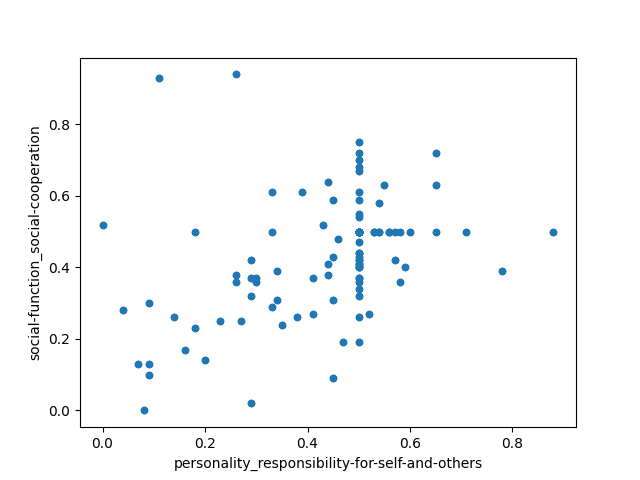 0.8
0.6
0.4
0.2
0.0
social-function_social-cooperation
0.0 0.2 0.4 0.6 0.8
personality_responsibility-for-self-and-others